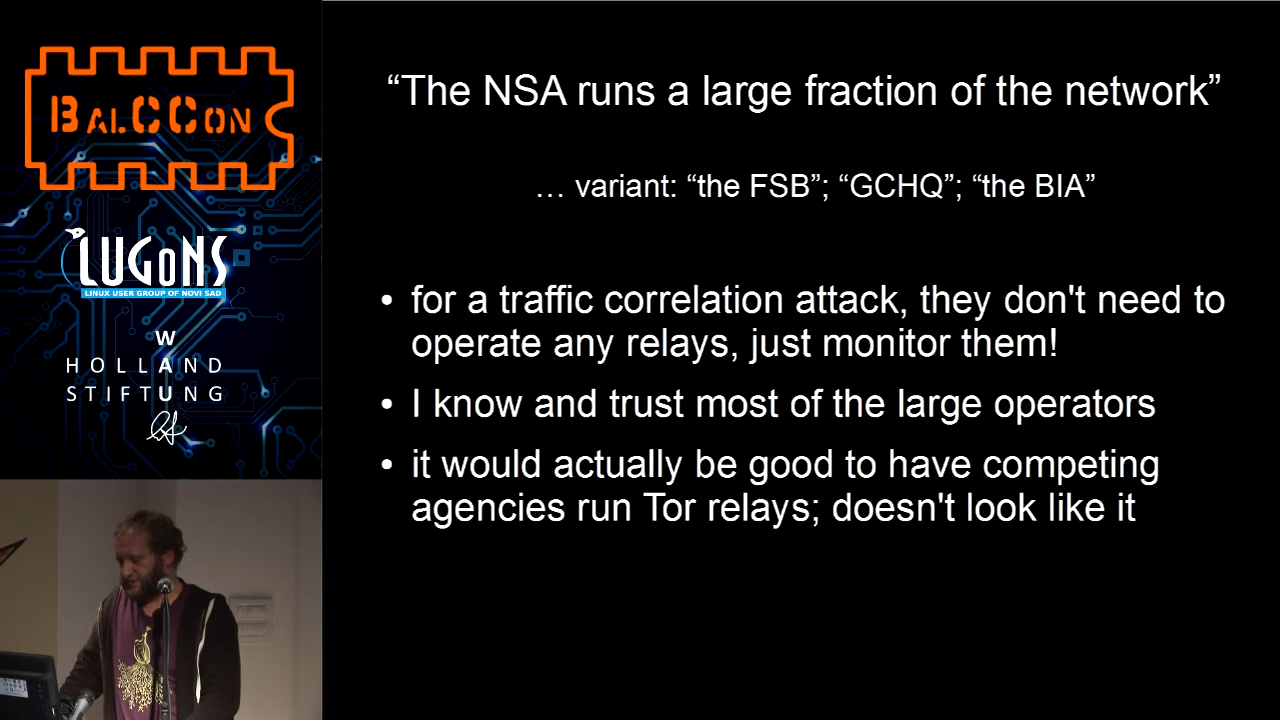 BALCCON
LUGoNS
LINUX USER GROUP OF NOVI SAD
W
HOLLAND
U
STIFTUNG
“The NSA runs a large fraction of the network”
… variant: “the FSB”; “GCHQ”; “the BIA”
• for a traffic correlation attack, they don't need to
operate any relays, just monitor them!
• I know and trust most of the large operators
• it would actually be good to have competing
agencies run Tor relays; doesn't look like it